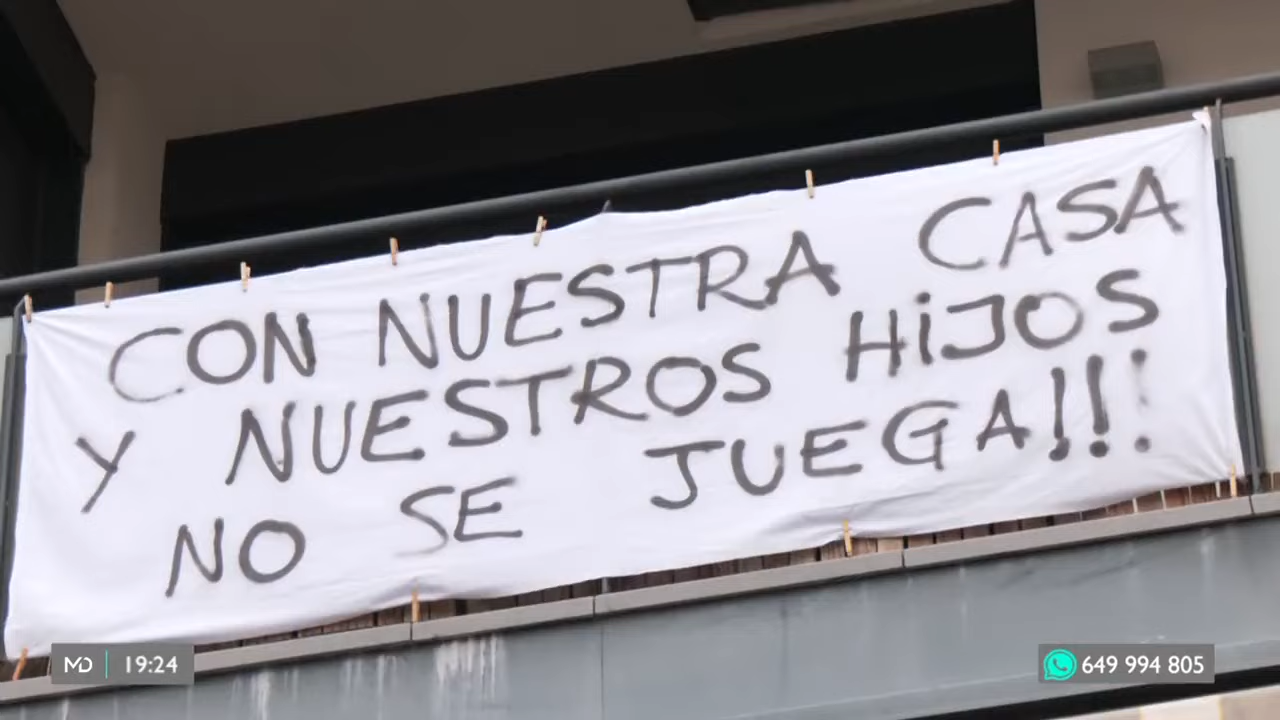 CON NUESTRA CASA
Y NUESTROS HIJOS
NO SE JUEGA!!!
MD 19:24
649 994 805